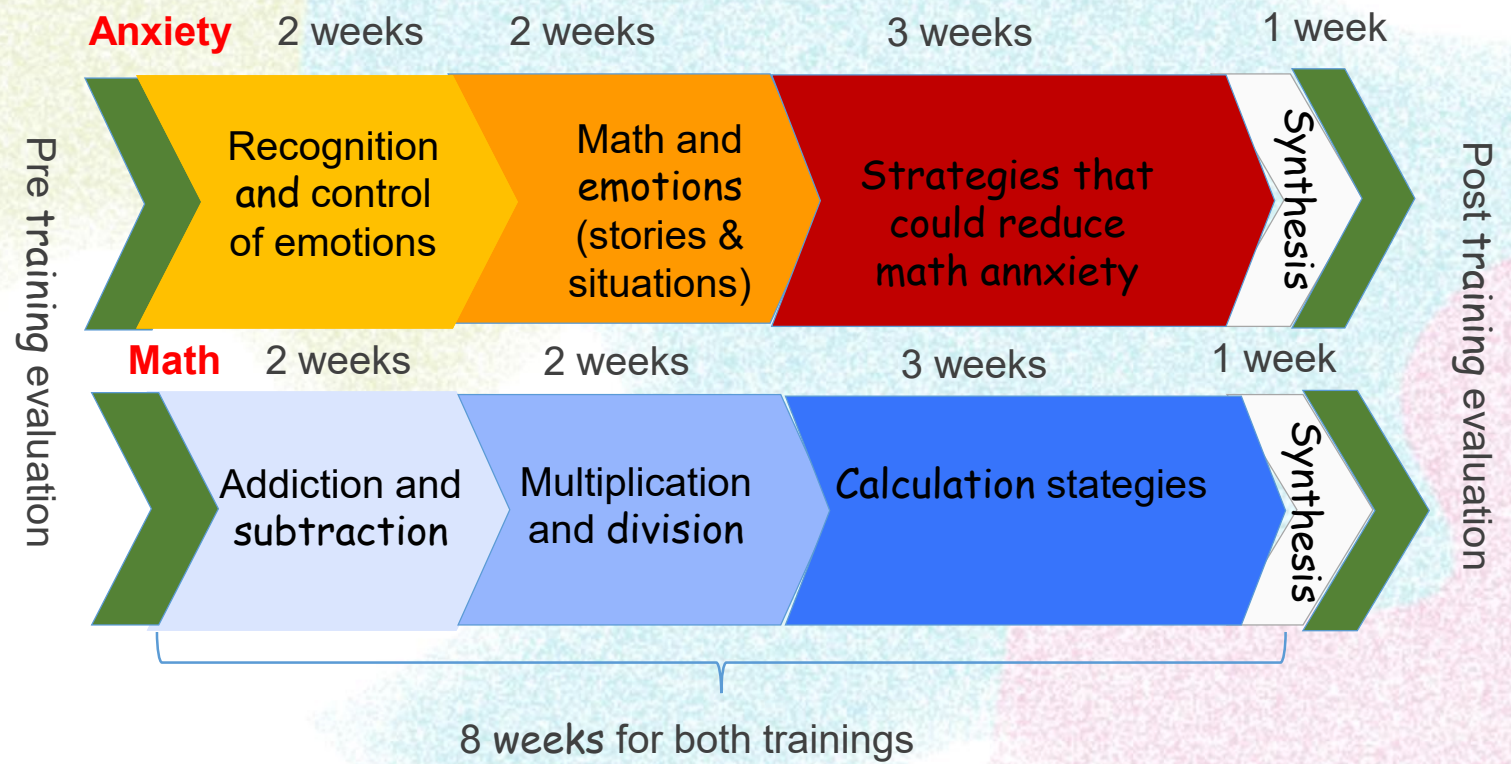 Anxiety 2 weeks 2 weeks 3 weeks 1 week
Pre training evaluation
Recognition
and control
of emotions
Math and
emotions
(stories &
situations)
Strategies that
could reduce
math annxiety
Synthesis
Post training evaluation
Math 2 weeks 2 weeks 3 weeks 1 week
Addiction and
subtraction
Multiplication
and division
Calculation stategies
Synthesis
8 weeks for both trainings